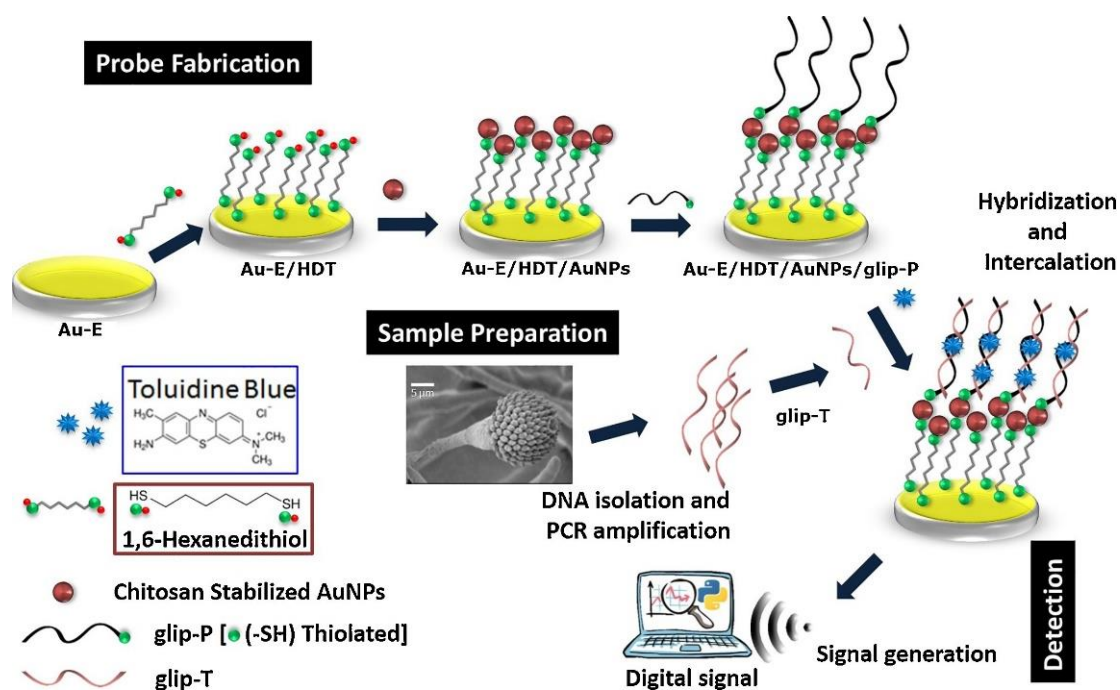 Probe Fabrication
Au-E
Au-E/HDT
Au-E/HDT/AuNPs
Au-E/HDT/AuNPs/glip-P
Hybridization
and
Intercalation
Sample Preparation
5 µm
DNA isolation and
PCR amplification
glip-T
Toluidine Blue
H₃C
N
Cl⁻
H₂N
S
N⁺
CH₃
CH₃
HS
SH
1,6-Hexanedithiol
Chitosan Stabilized AuNPs
glip-P [ (-SH) Thiolated]
glip-T
Digital signal
Signal generation
Detection